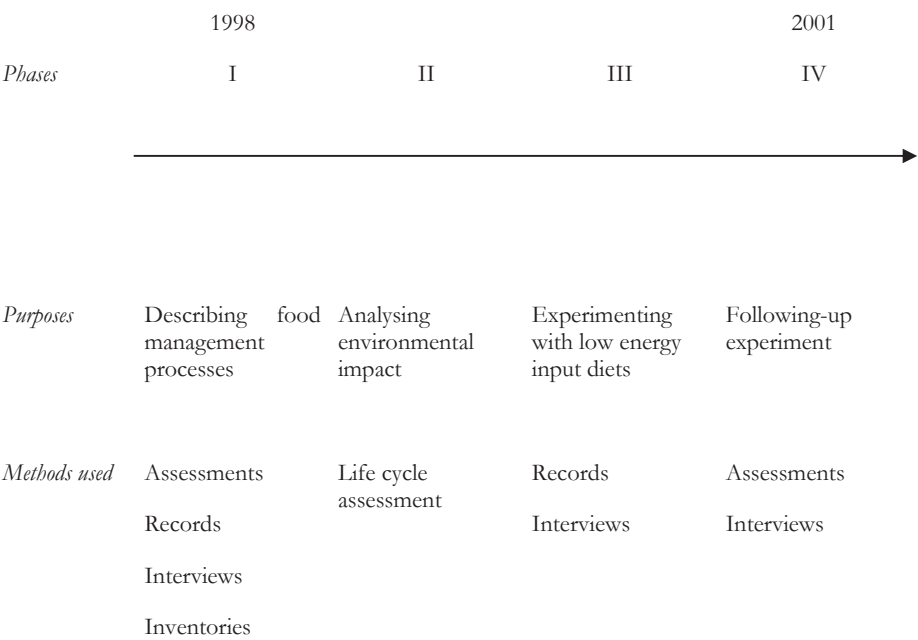 1998 2001
Phases I II III IV
Purposes Describing food Analysing Experimenting Following-up
management environmental with low energy experiment
processes impact input diets
Methods used Assessments Life cycle Records Assessments
assessment
Records Interviews Interviews
Interviews
Inventories